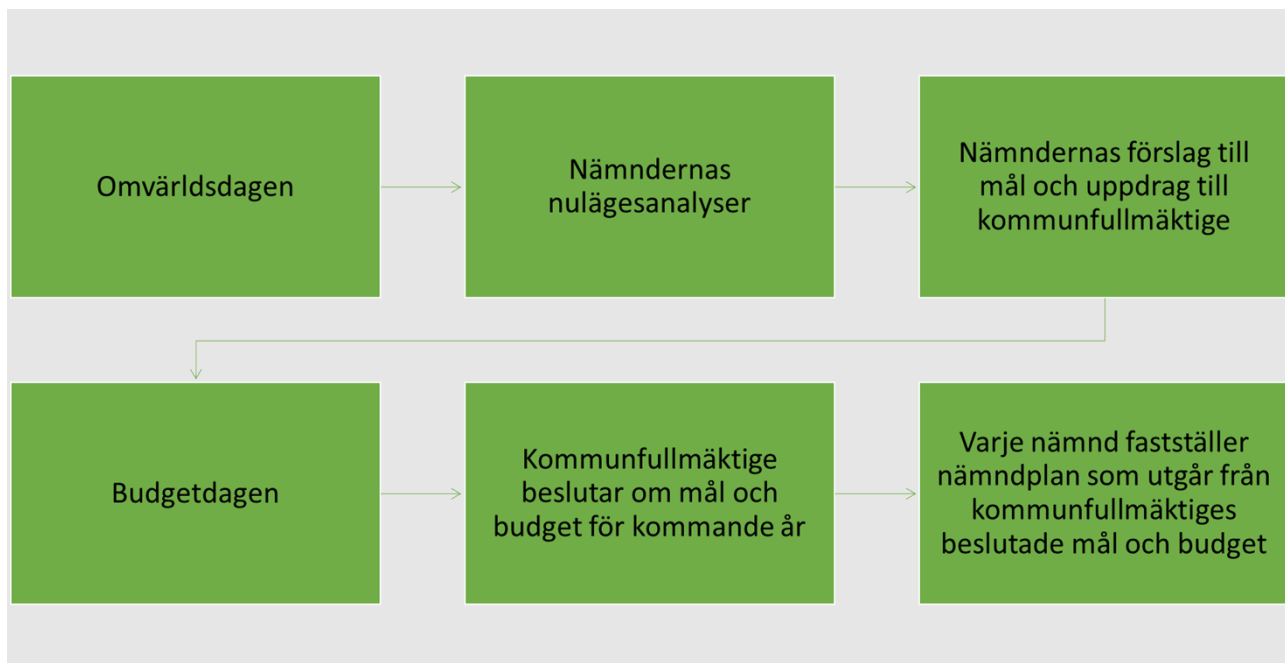 Omvärldsdagen
Nämndernas
nulägesanalyser
Nämndernas förslag till
mål och uppdrag till
kommunfullmäktige
Budgetdagen
Kommunfullmäktige
beslutar om mål och
budget för kommande år
Varje nämnd fastställer
nämndplan som utgår från
kommunfullmäktiges
beslutade mål och budget